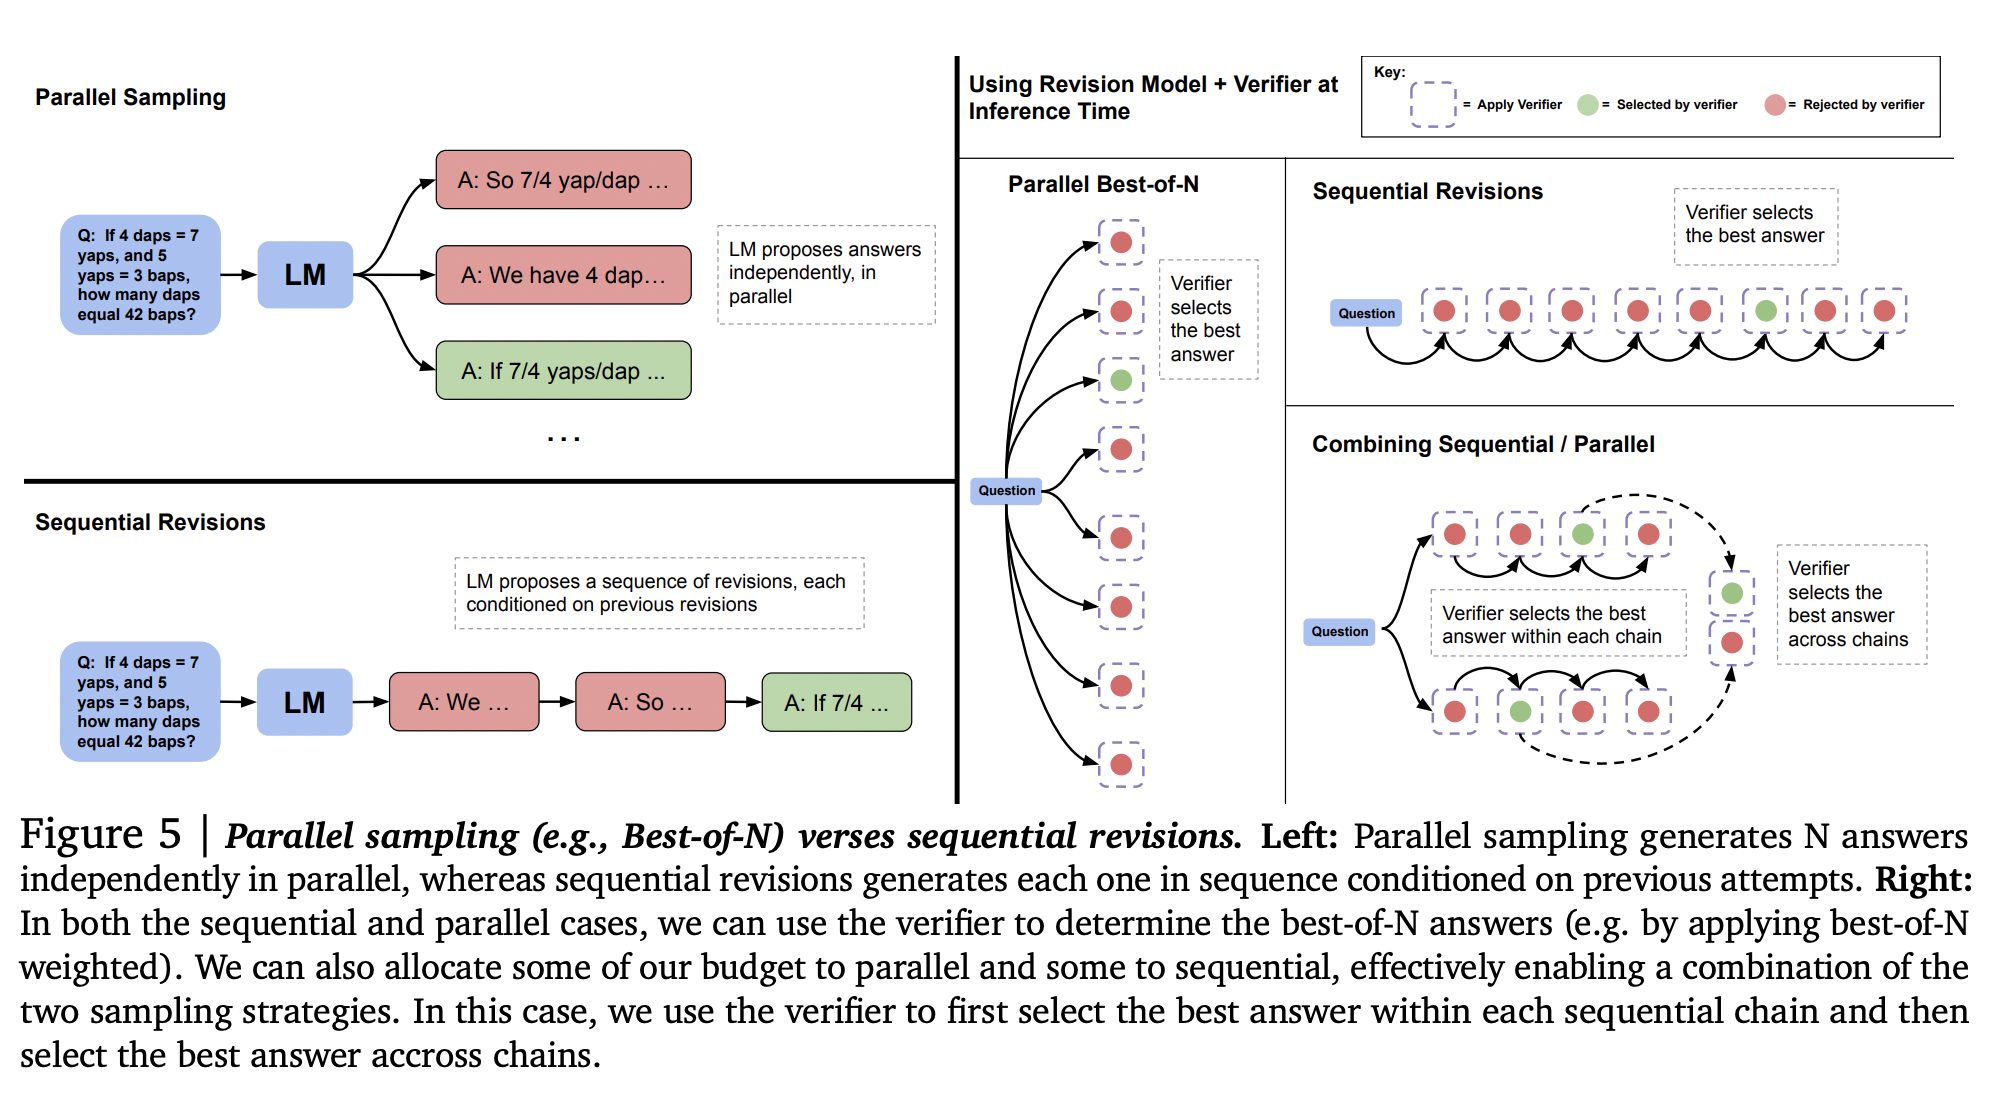 Parallel Sampling
Q: If 4 daps = 7
yaps, and 5
yaps = 3 baps,
how many daps
equal 42 baps?
LM
A: So 7/4 yap/dap ...
A: We have 4 dap...
A: If 7/4 yaps/dap ...
...
LM proposes answers
independently, in
parallel
Sequential Revisions
LM proposes a sequence of revisions, each
conditioned on previous revisions
Q: If 4 daps = 7
yaps, and 5
yaps = 3 baps,
how many daps
equal 42 baps?
LM
A: We ...
A: So ...
A: If 7/4 ...
Using Revision Model + Verifier at
Inference Time
Key:
= Apply Verifier
= Selected by verifier
= Rejected by verifier
Parallel Best-of-N
Question
Verifier
selects
the best
answer
Sequential Revisions
Verifier selects
the best answer
Question
Combining Sequential / Parallel
Question
Verifier selects the best
answer within each chain
Verifier
selects the
best answer
across chains
Figure 5 | Parallel sampling (e.g., Best-of-N) verses sequential revisions. Left: Parallel sampling generates N answers
independently in parallel, whereas sequential revisions generates each one in sequence conditioned on previous attempts. Right:
In both the sequential and parallel cases, we can use the verifier to determine the best-of-N answers (e.g. by applying best-of-N
weighted). We can also allocate some of our budget to parallel and some to sequential, effectively enabling a combination of the
two sampling strategies. In this case, we use the verifier to first select the best answer within each sequential chain and then
select the best answer accross chains.